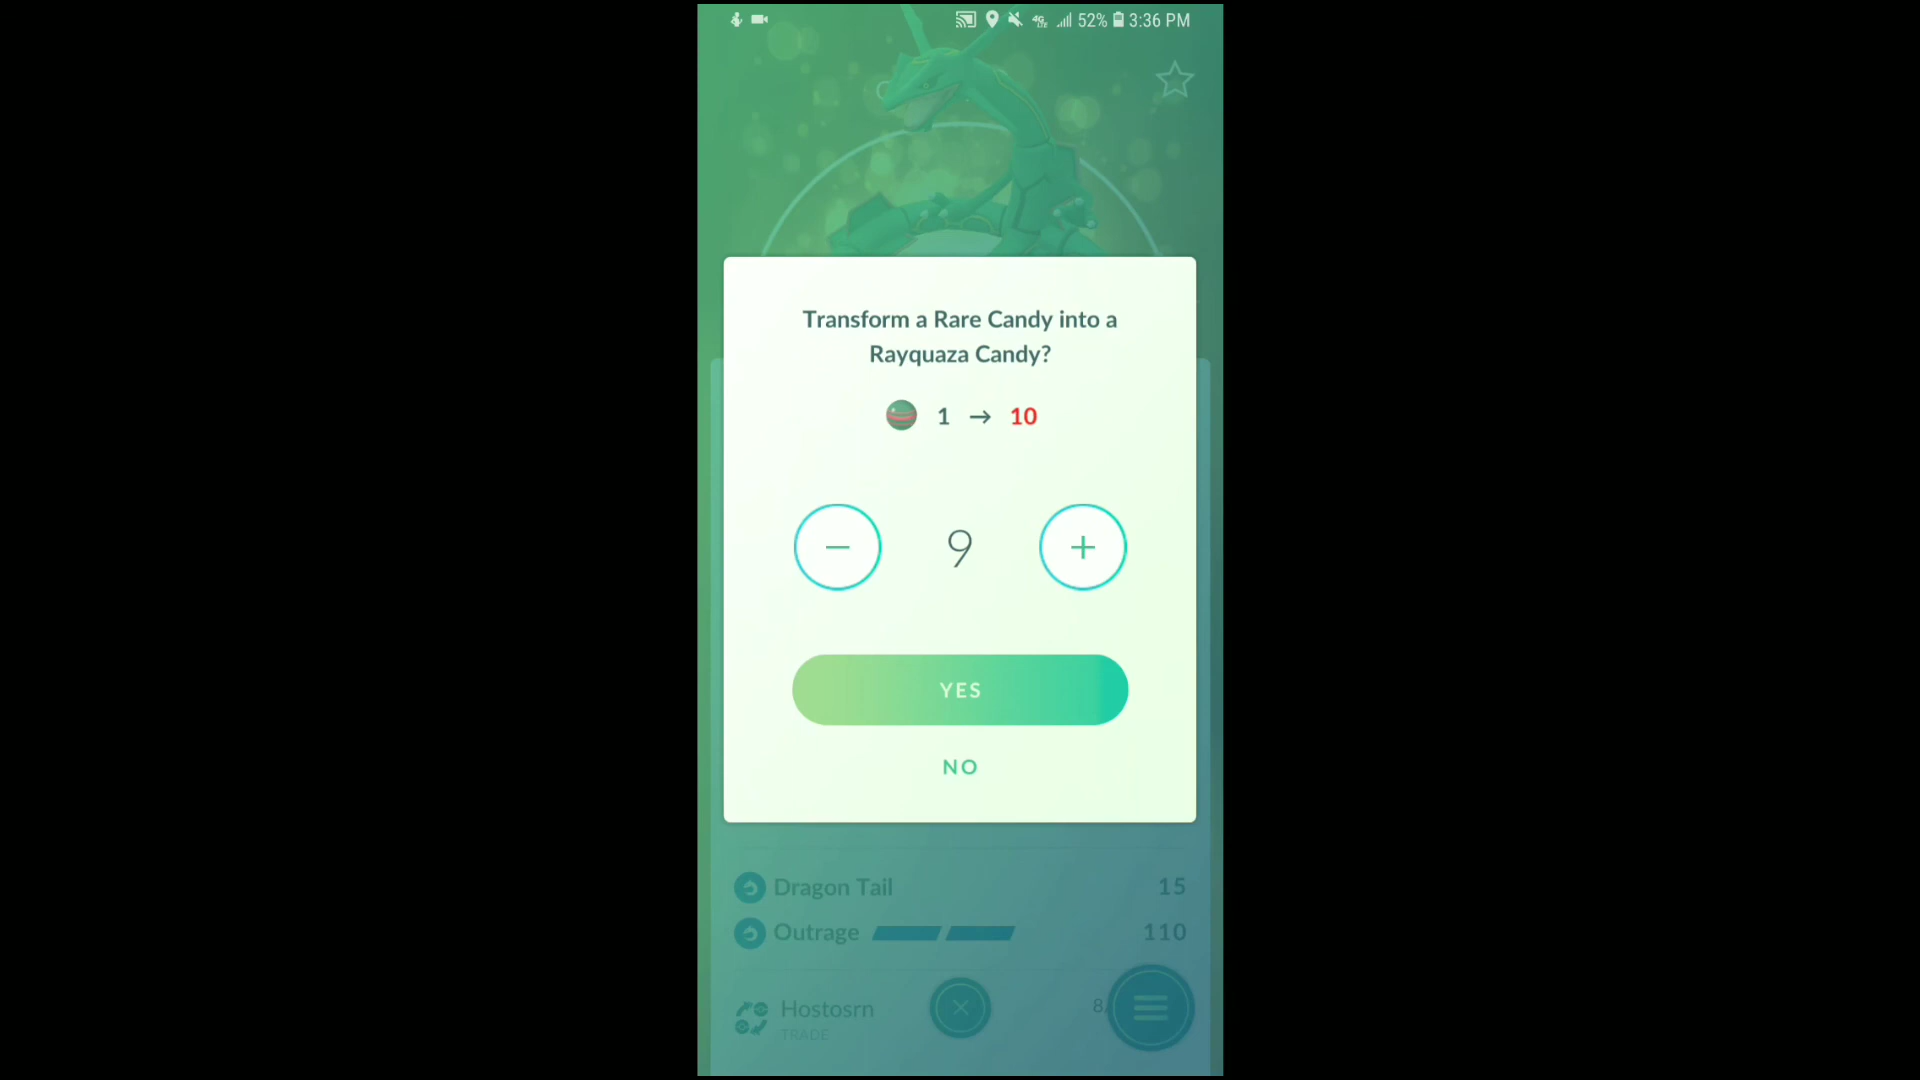 52% 3:36 PM
Transform a Rare Candy into a
Rayquaza Candy?
1 → 10
− 9 +
YES
NO
Dragon Tail 15
Outrage 110
Hostosrn 8/
TRADE